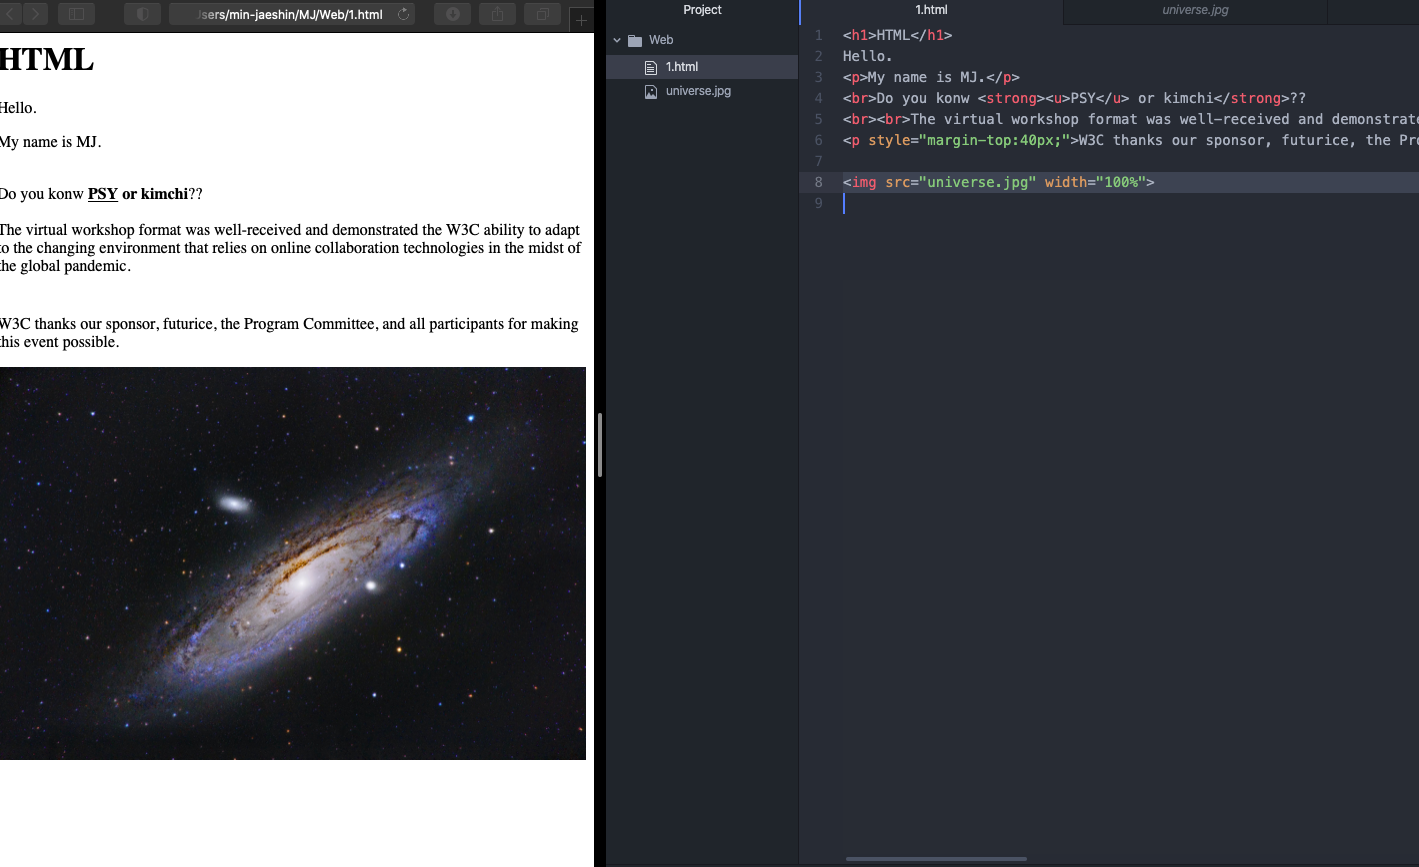 sers/min-jaeshin/MJ/Web/1.html
HTML
Hello.
My name is MJ.
Do you konw PSY or kimchi??
The virtual workshop format was well-received and demonstrated the W3C ability to adapt
to the changing environment that relies on online collaboration technologies in the midst of
the global pandemic.
W3C thanks our sponsor, futurice, the Program Committee, and all participants for making
this event possible.
Project
Web
1.html
universe.jpg
1.html
universe.jpg
1 <h1>HTML</h1>
2 Hello.
3 <p>My name is MJ.</p>
4 <br>Do you konw <strong><u>PSY</u> or kimchi</strong>??
5 <br><br>The virtual workshop format was well-received and demonstrate
6 <p style="margin-top:40px;">W3C thanks our sponsor, futurice, the Pro
7
8 <img src="universe.jpg" width="100%">
9